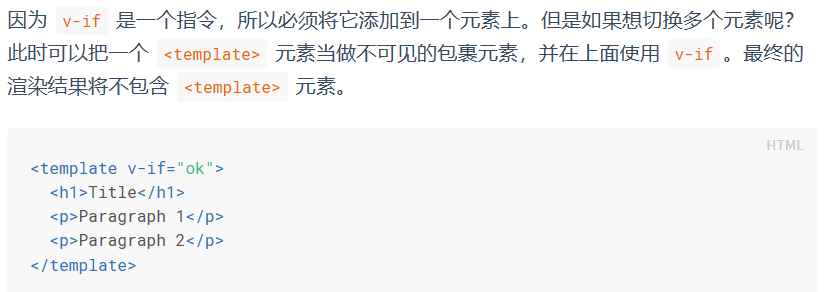 因为 v-if 是一个指令，所以必须将它添加到一个元素上。但是如果想切换多个元素呢？
此时可以把一个 <template> 元素当做不可见的包裹元素，并在上面使用 v-if。最终的
渲染结果将不包含 <template> 元素。
HTML
<template v-if="ok">
  <h1>Title</h1>
  <p>Paragraph 1</p>
  <p>Paragraph 2</p>
</template>